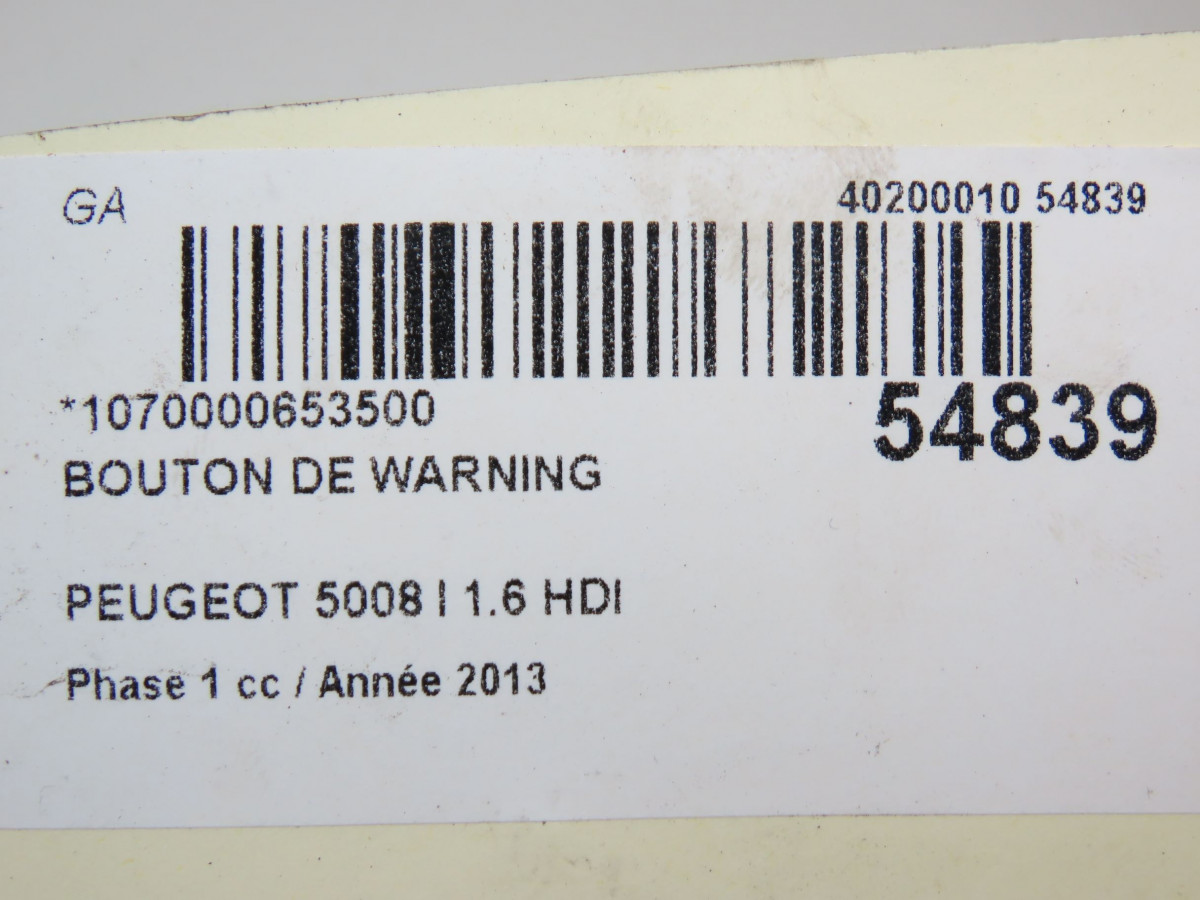 GA 40200010 54839
*1070000653500
54839
BOUTON DE WARNING
PEUGEOT 5008 I 1.6 HDI
Phase 1 cc / Année 2013